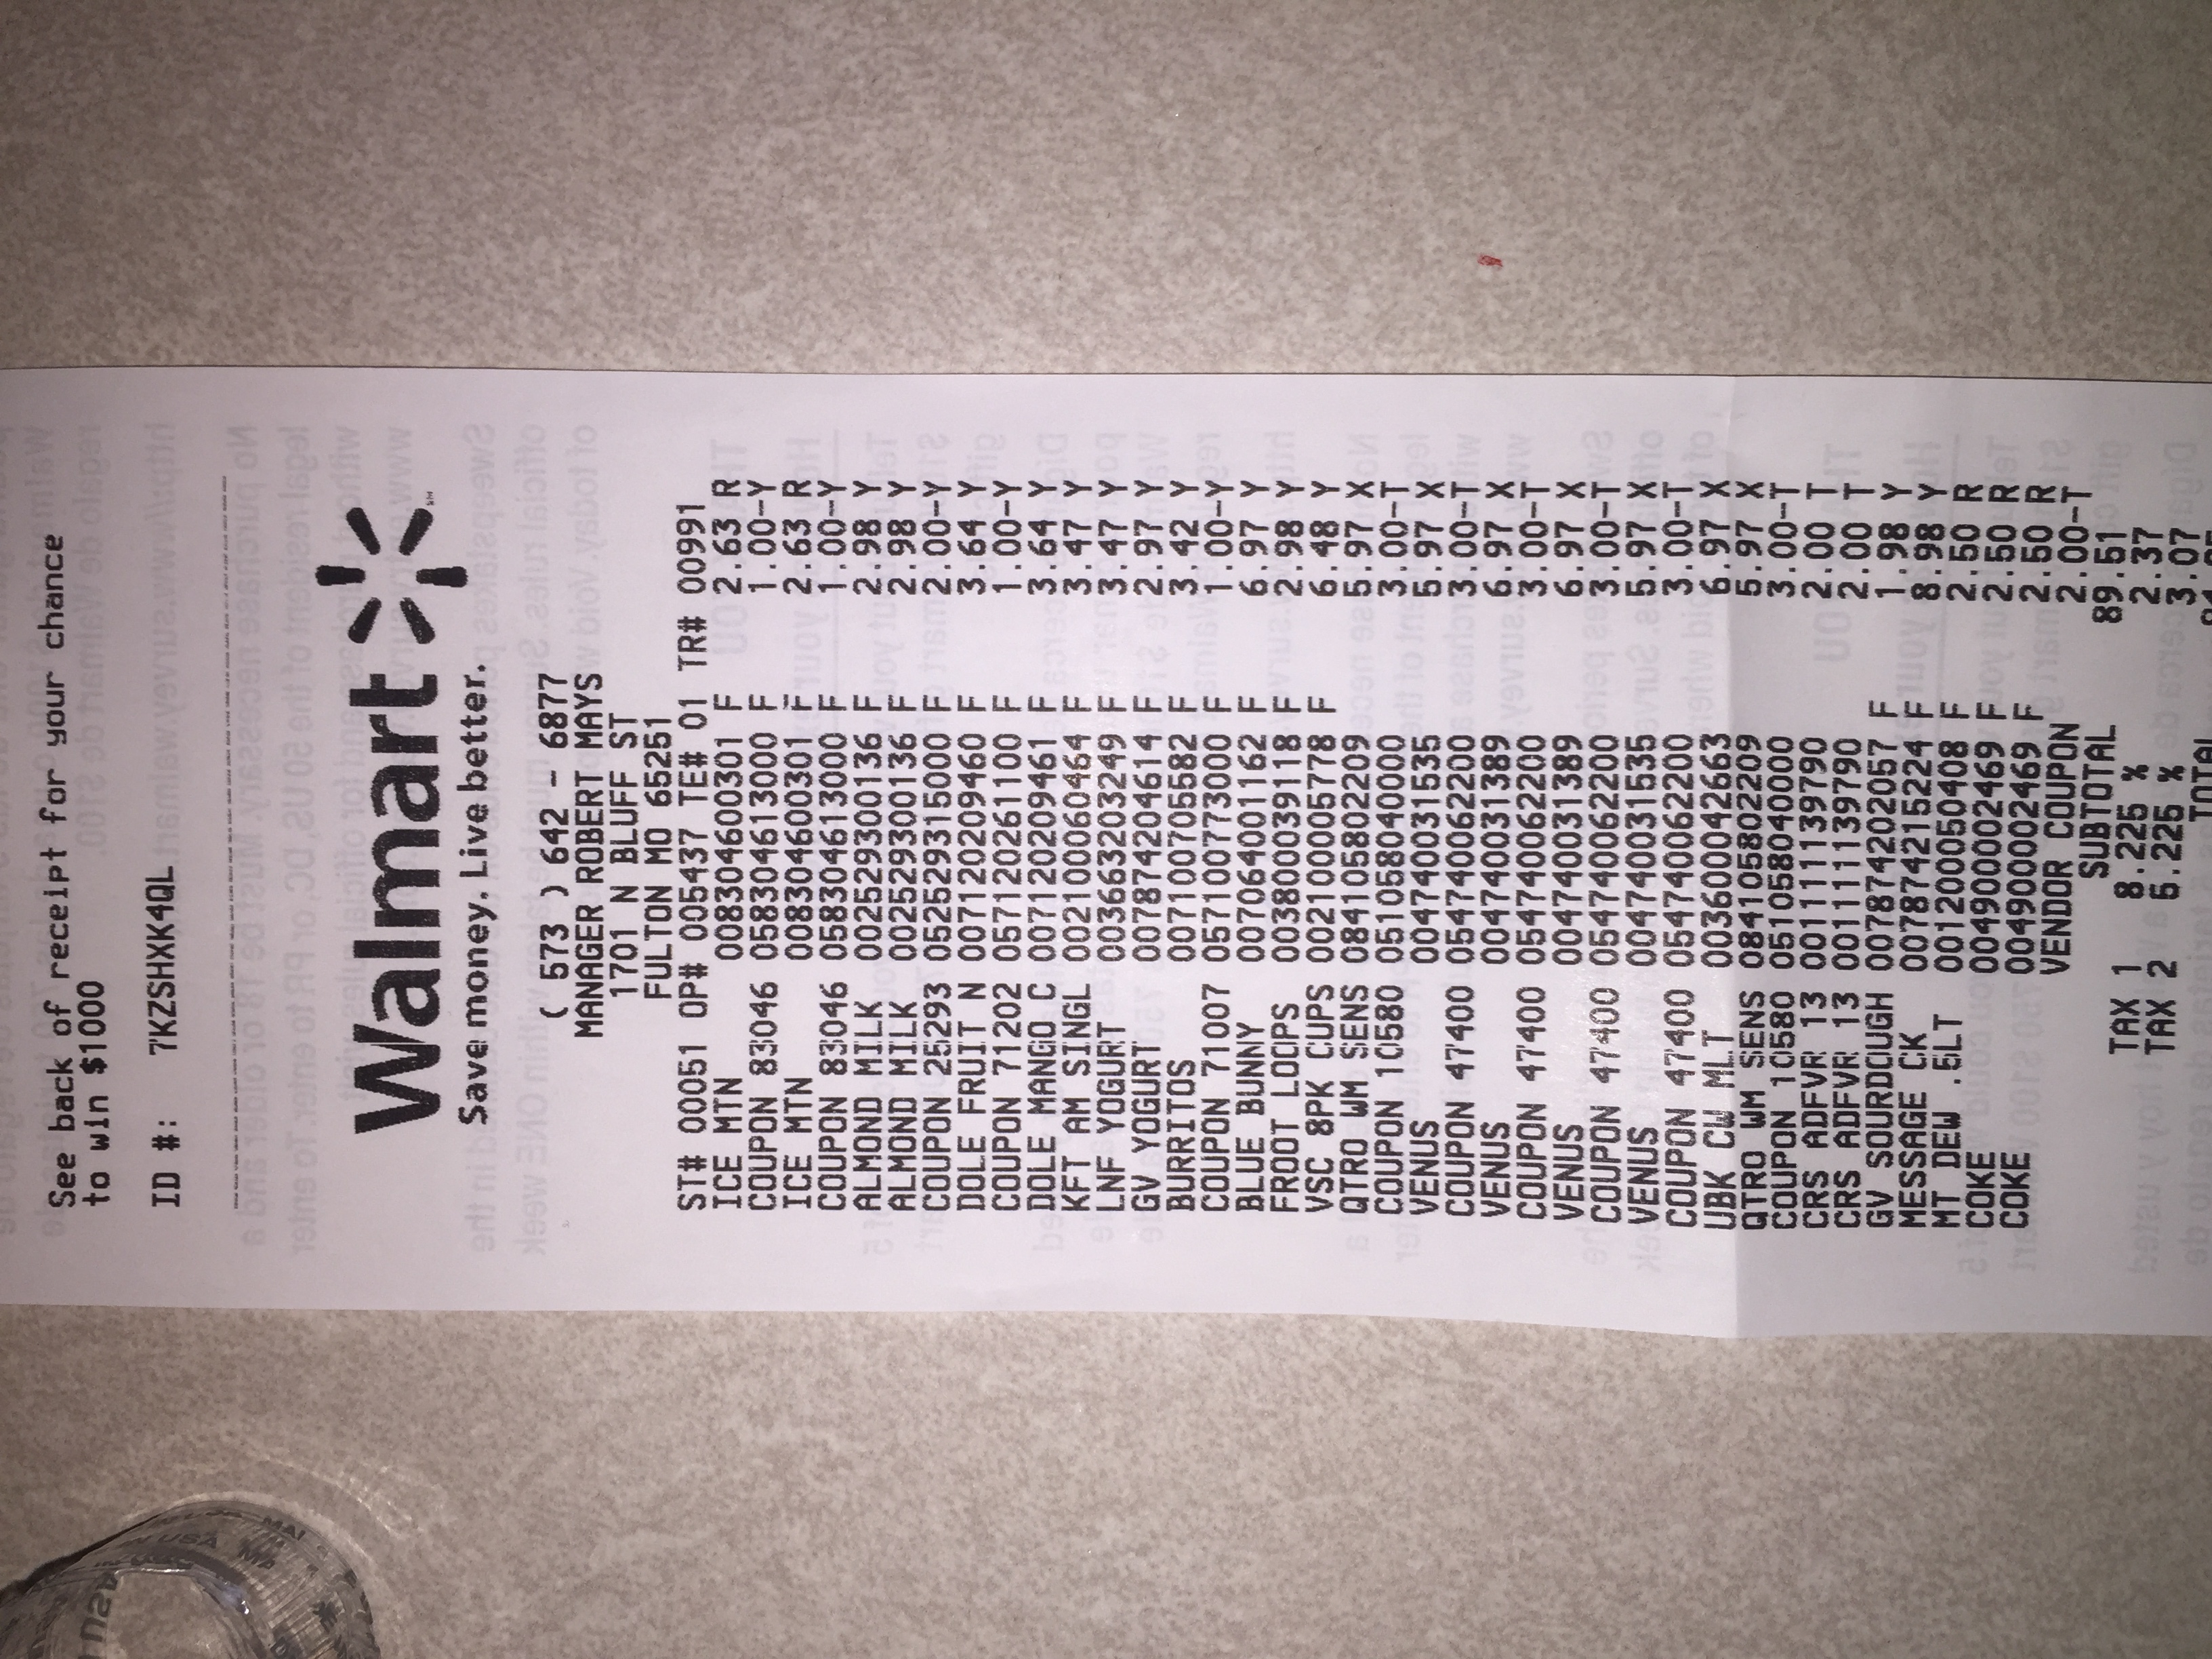 See back of receipt for your chance
to win $1000
ID #: 7KZSHXK4QL
Walmart
Save money. Live better.
( 573 ) 642 - 6877
MANAGER ROBERT MAYS
1701 N BLUFF ST
FULTON MO 65251
ST# 00051 OP# 005437 TE# 01 TR# 00991
ICE MTN 008304600301 F 2.63 R
COUPON 83046 058304613000 F 1.00-Y
ICE MTN 008304600301 F 2.63 R
COUPON 83046 058304613000 F 1.00-Y
ALMOND MILK 002529300136 F 2.98 Y
ALMOND MILK 002529300136 F 2.98 Y
COUPON 25293 052529315000 F 2.00-Y
DOLE FRUIT N 007120209460 F 3.64 Y
COUPON 71202 057120261100 F 1.00-Y
DOLE MANGO C 007120209461 F 3.64 Y
KFT AM SINGL 002100060464 F 3.47 Y
LNF YOGURT 003663203249 F 3.47 Y
GV YOGURT 007874204614 F 2.97 Y
BURRITOS 007100705582 F 3.42 Y
COUPON 71007 057100773000 F 1.00-Y
BLUE BUNNY 007064001162 F 6.97 Y
FROOT LOOPS 003800039118 F 2.98 Y
VSC 8PK CUPS 002100005778 F 6.48 Y
QTRO WM SENS 084105802209 5.97 X
COUPON 10580 051058040000 3.00-T
VENUS 004740031535 5.97 X
COUPON 47400 054740062200 3.00-T
VENUS 004740031389 6.97 X
COUPON 47400 054740062200 3.00-T
VENUS 004740031389 6.97 X
COUPON 47400 054740062200 3.00-T
VENUS 004740031535 5.97 X
COUPON 47400 054740062200 3.00-T
UBK CW MLT 003600042663 6.97 X
QTRO WM SENS 084105802209 5.97 X
COUPON 10580 051058040000 3.00-T
CRS ADFVR 13 001111139790 2.00 T
CRS ADFVR 13 001111139790 2.00 T
GV SOURDOUGH 007874202057 F 1.98 Y
MESSAGE CK 007874215224 F 8.98 Y
MT DEW .5LT 001200050408 F 2.50 R
COKE 004900002469 F 2.50 R
COKE 004900002469 F 2.50 R
VENDOR COUPON 2.00-T
SUBTOTAL 89.51
TAX 1 8.225 % 2.37
TAX 2 5.225 % 3.07
TOTAL